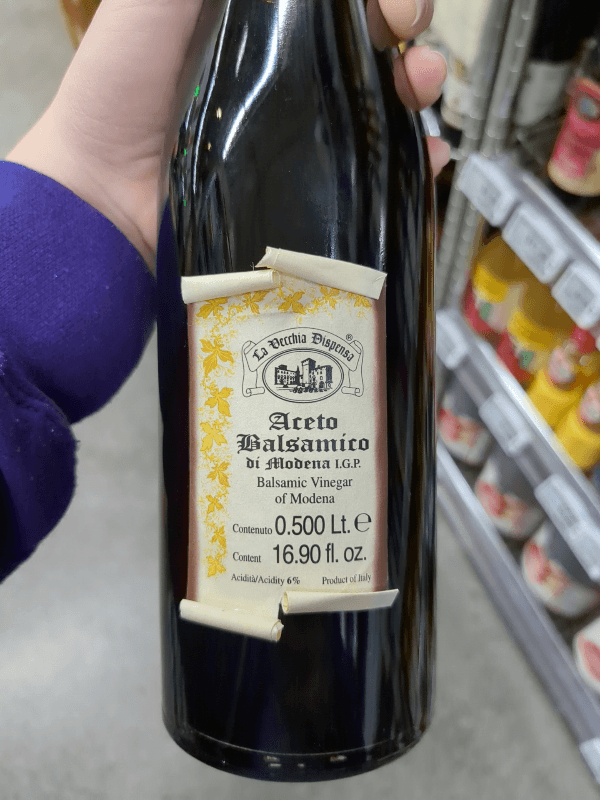 La Vecchia Dispensa®
Aceto
Balsamico
di Modena I.G.P.
Balsamic Vinegar
of Modena
Contenuto 0.500 Lt. ℮
Content 16.90 fl. oz.
Acidità/Acidity 6% Product of Italy